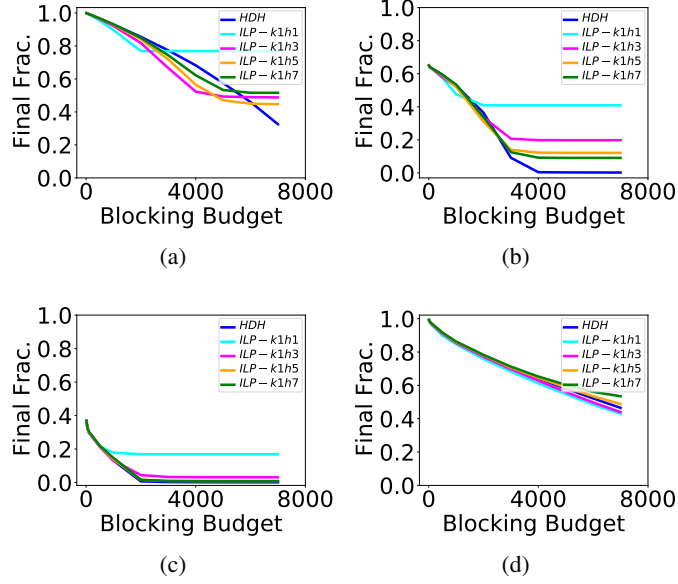 1.0
0.8
0.6
0.4
0.2
0.0
Final Frac.
0 4000 8000
Blocking Budget
HDH
ILP − k1h1
ILP − k1h3
ILP − k1h5
ILP − k1h7
(a)
1.0
0.8
0.6
0.4
0.2
0.0
Final Frac.
0 4000 8000
Blocking Budget
HDH
ILP − k1h1
ILP − k1h3
ILP − k1h5
ILP − k1h7
(b)
1.0
0.8
0.6
0.4
0.2
0.0
Final Frac.
0 4000 8000
Blocking Budget
HDH
ILP − k1h1
ILP − k1h3
ILP − k1h5
ILP − k1h7
(c)
1.0
0.8
0.6
0.4
0.2
0.0
Final Frac.
0 4000 8000
Blocking Budget
HDH
ILP − k1h1
ILP − k1h3
ILP − k1h5
ILP − k1h7
(d)